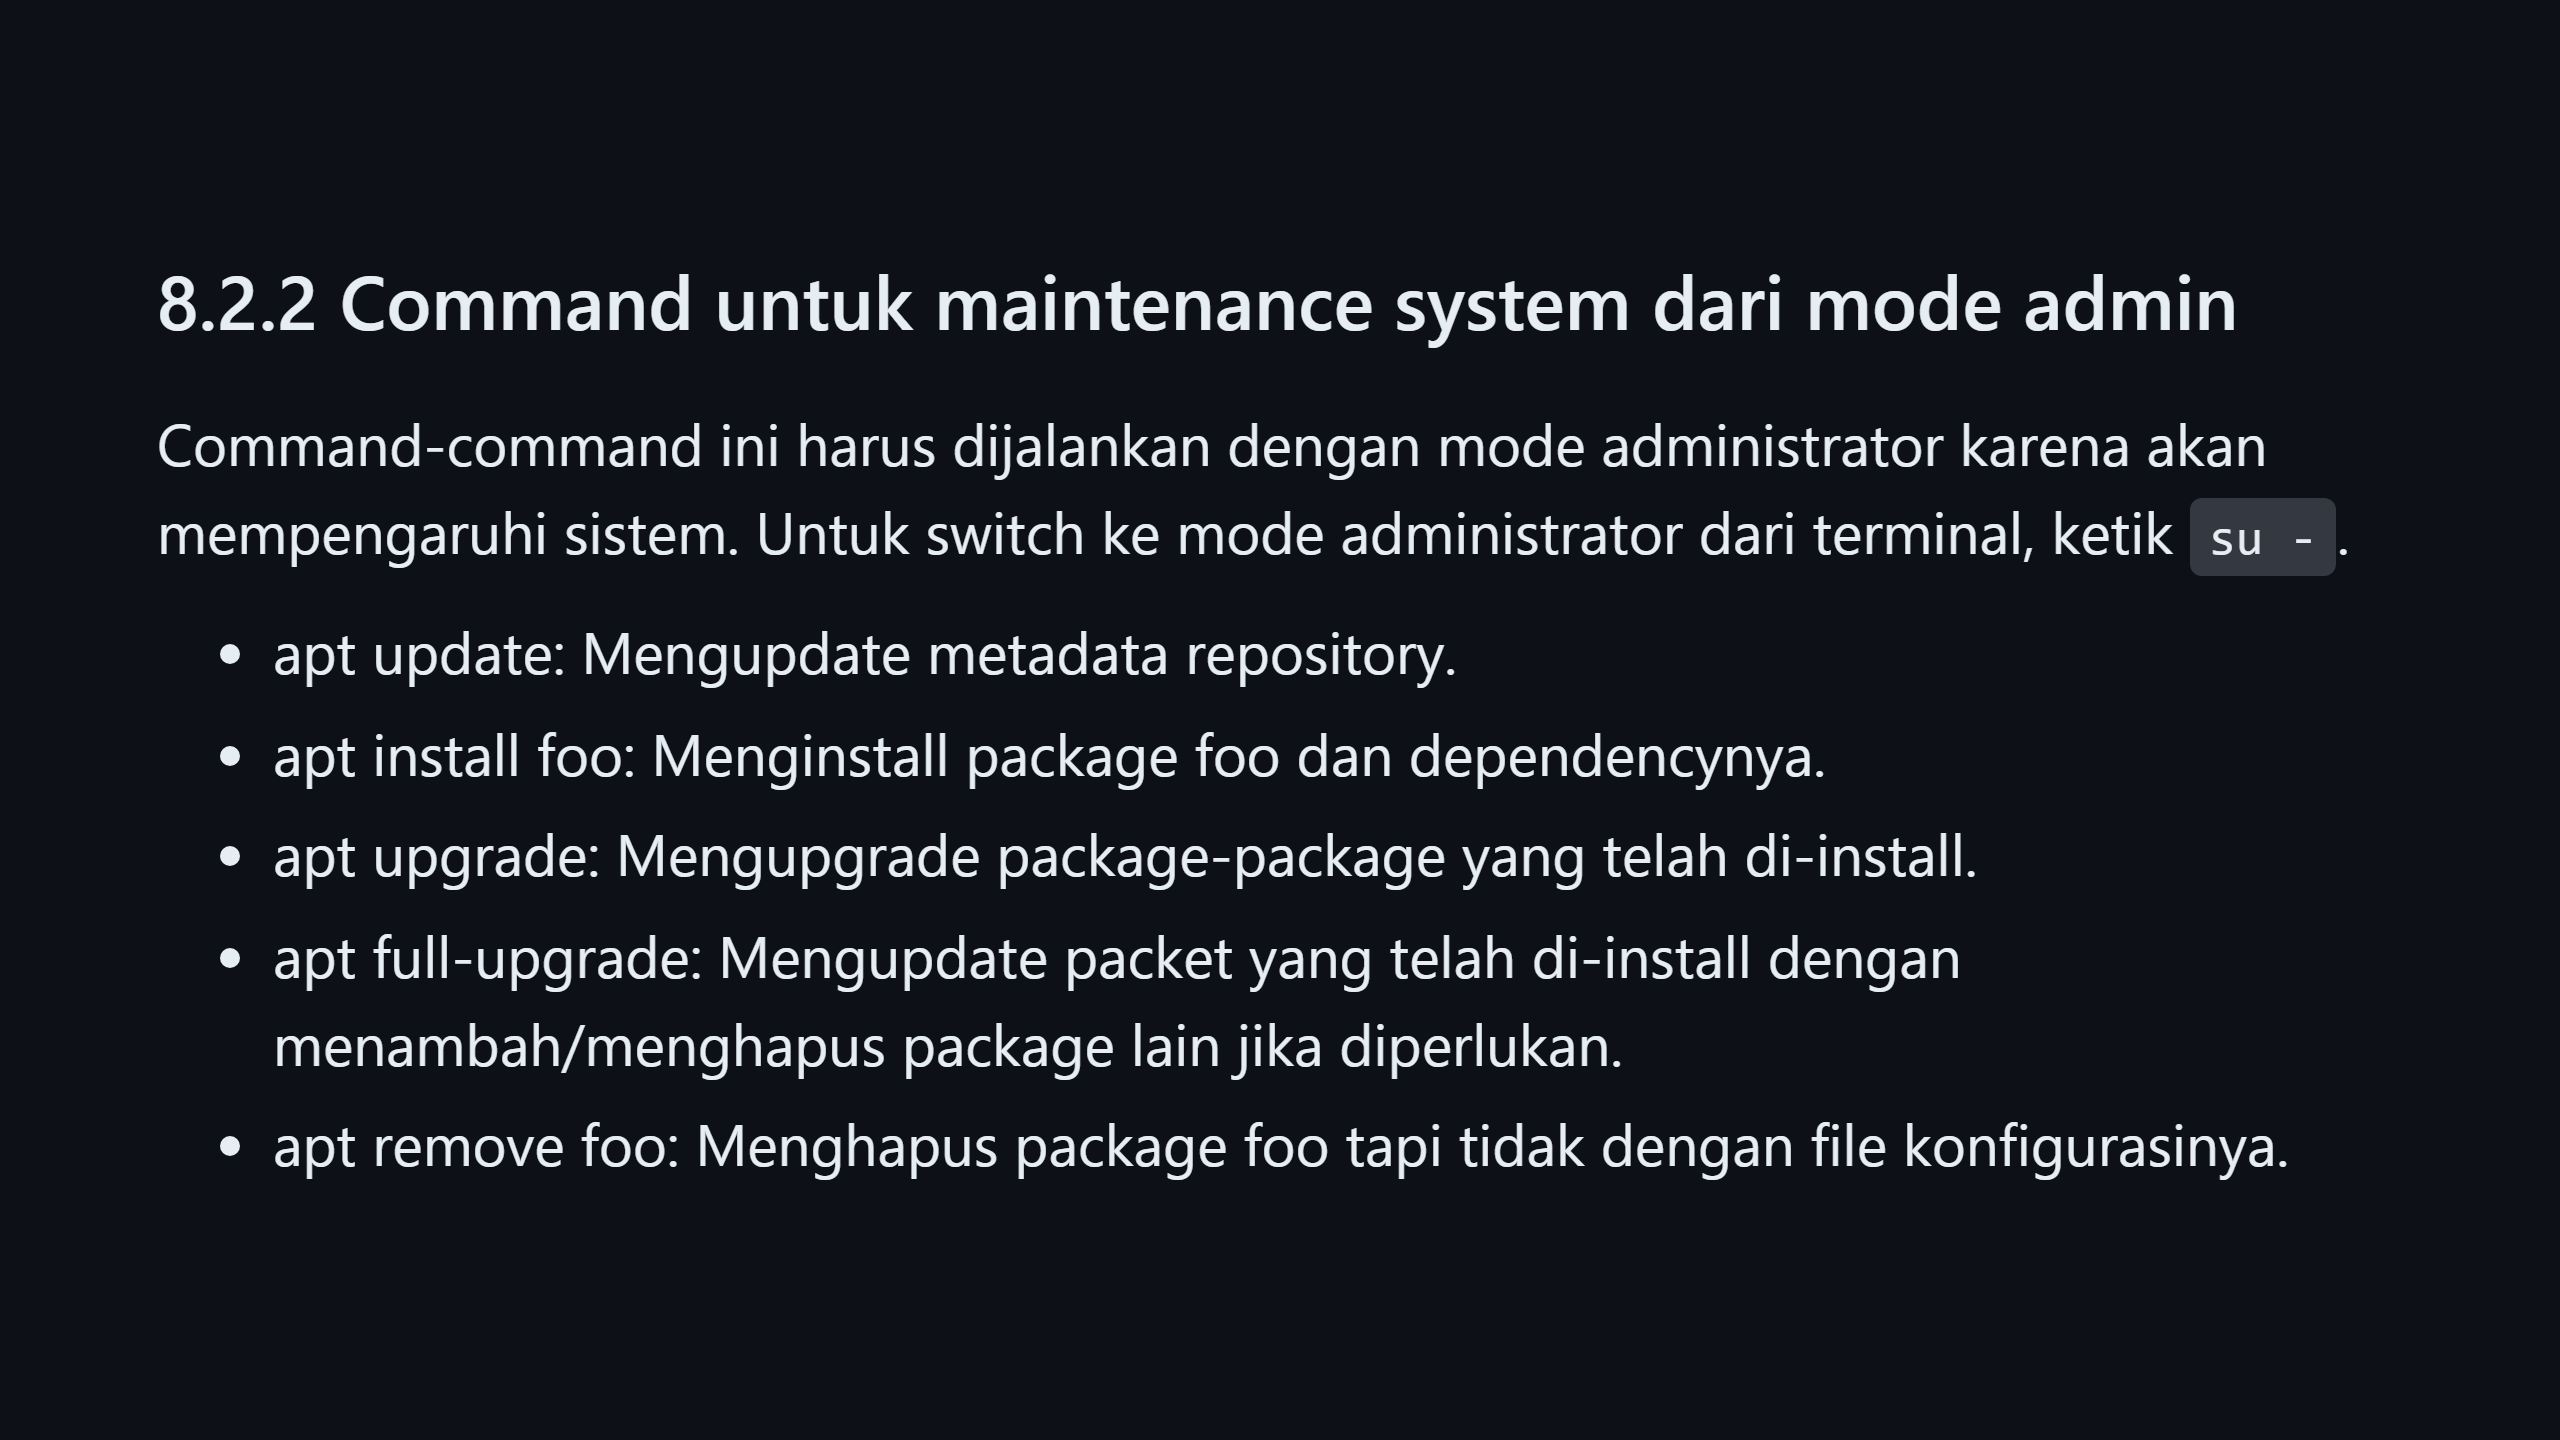 8.2.2 Command untuk maintenance system dari mode admin
Command-command ini harus dijalankan dengan mode administrator karena akan
mempengaruhi sistem. Untuk switch ke mode administrator dari terminal, ketik su -.
• apt update: Mengupdate metadata repository.
• apt install foo: Menginstall package foo dan dependencynya.
• apt upgrade: Mengupgrade package-package yang telah di-install.
• apt full-upgrade: Mengupdate packet yang telah di-install dengan
menambah/menghapus package lain jika diperlukan.
• apt remove foo: Menghapus package foo tapi tidak dengan file konfigurasinya.